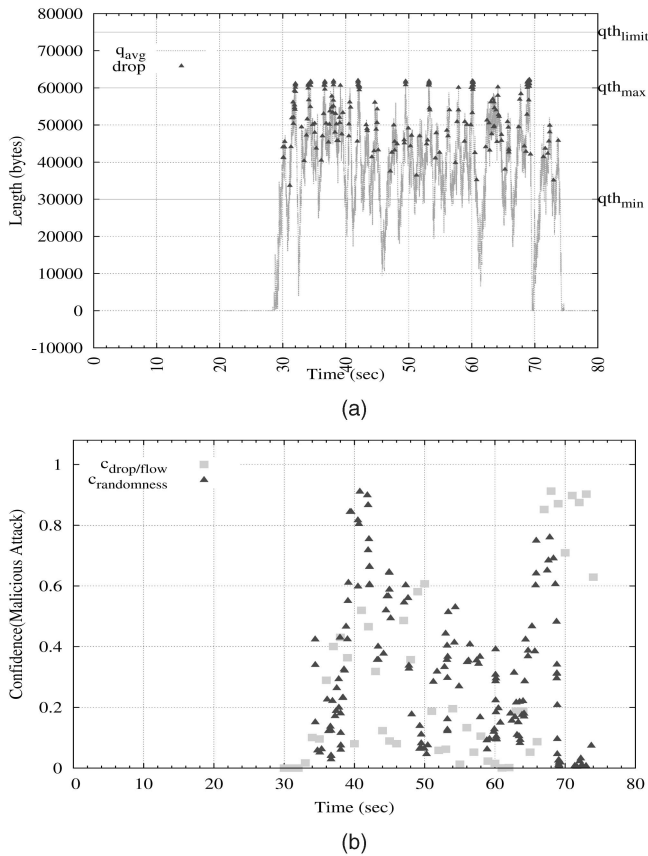 80000
70000
60000
50000
40000
30000
20000
10000
0
-10000
Length (bytes)
q_avg
drop
qth_limit
qth_max
qth_min
0 10 20 30 40 50 60 70 80
Time (sec)
(a)
1
0.8
0.6
0.4
0.2
0
Confidence(Malicious Attack)
c_drop/flow
c_randomness
0 10 20 30 40 50 60 70 80
Time (sec)
(b)